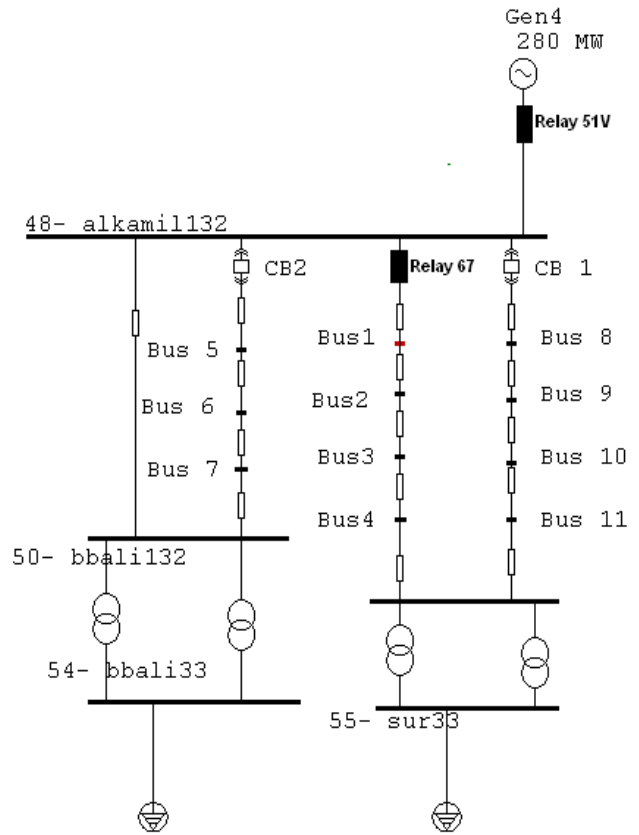 Gen4
280 MW
Relay 51V
48- alkamil132
CB2
Relay 67
CB 1
Bus 5
Bus1
Bus 8
Bus 6
Bus2
Bus 9
Bus 7
Bus3
Bus 10
Bus4
Bus 11
50- bbali132
54- bbali33
55- sur33